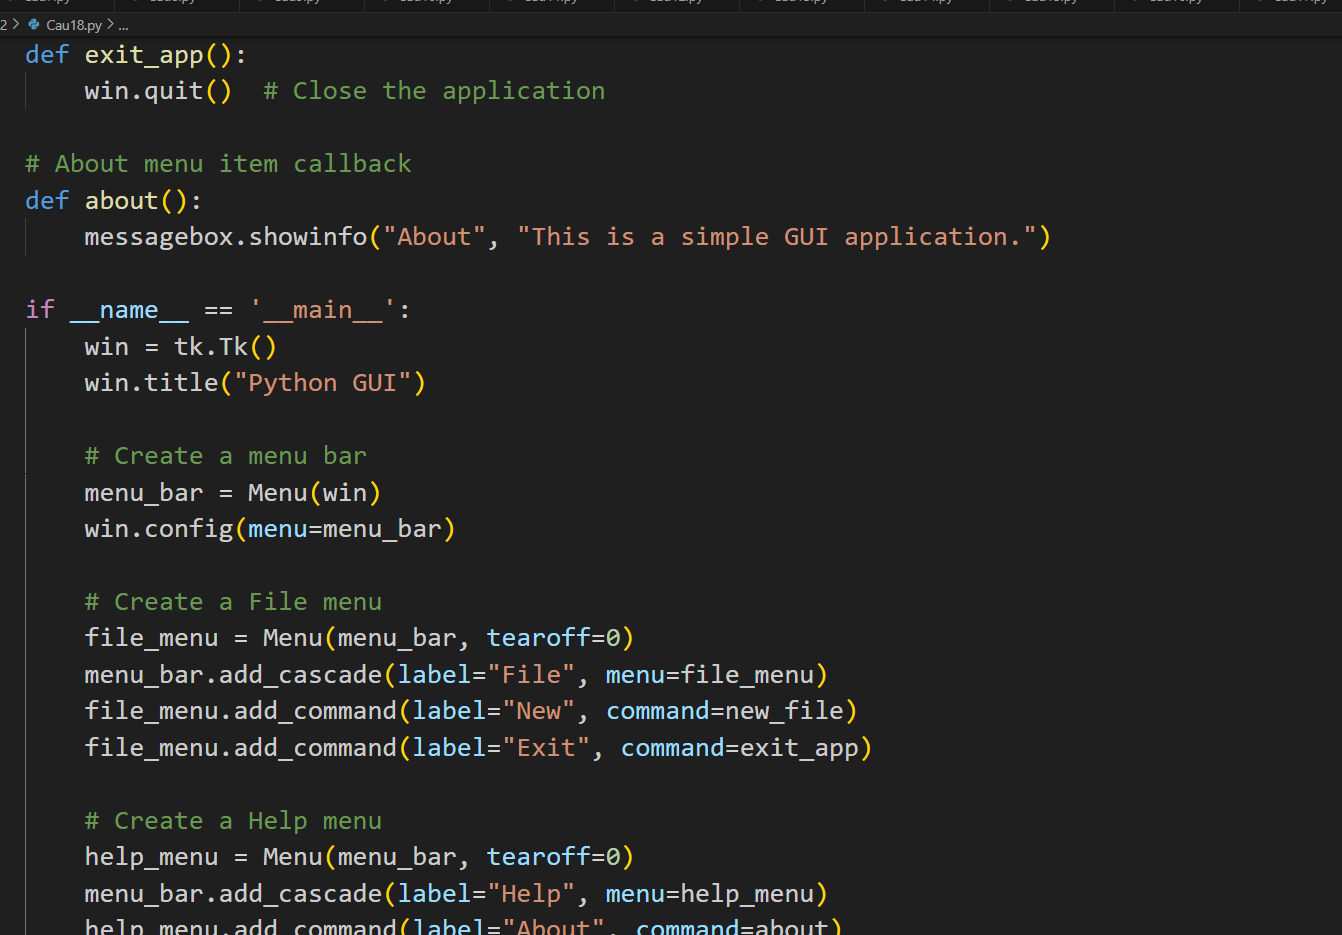 2 > Cau18.py > ...
def exit_app():
    win.quit()  # Close the application

# About menu item callback
def about():
    messagebox.showinfo("About", "This is a simple GUI application.")

if __name__ == '__main__':
    win = tk.Tk()
    win.title("Python GUI")

    # Create a menu bar
    menu_bar = Menu(win)
    win.config(menu=menu_bar)

    # Create a File menu
    file_menu = Menu(menu_bar, tearoff=0)
    menu_bar.add_cascade(label="File", menu=file_menu)
    file_menu.add_command(label="New", command=new_file)
    file_menu.add_command(label="Exit", command=exit_app)

    # Create a Help menu
    help_menu = Menu(menu_bar, tearoff=0)
    menu_bar.add_cascade(label="Help", menu=help_menu)
    help_menu.add_command(label="About", command=about)